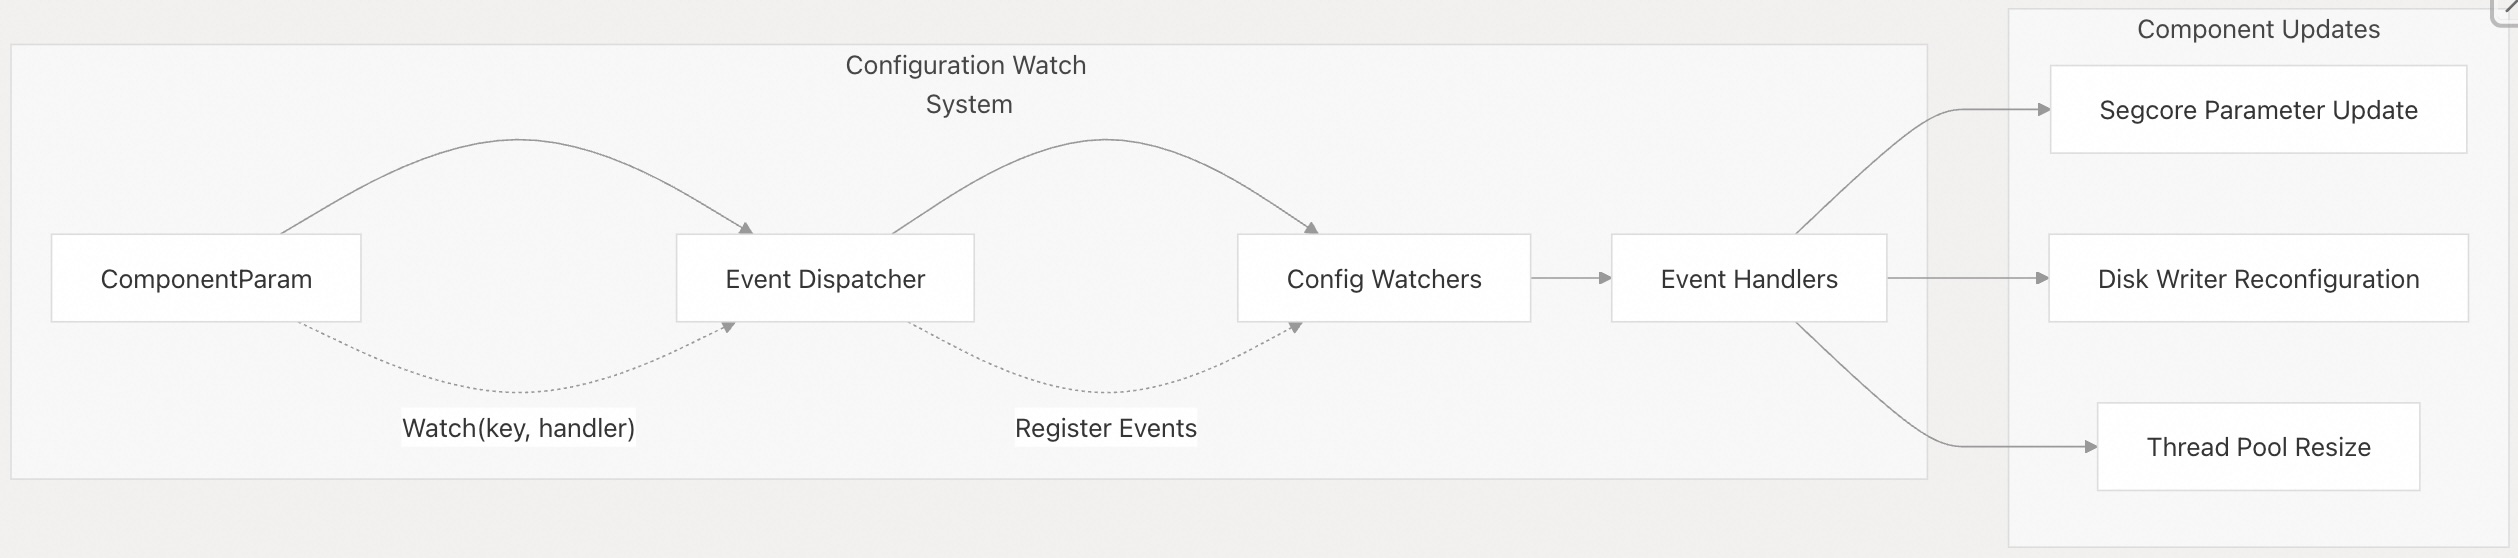 Configuration Watch
System
ComponentParam
Event Dispatcher
Config Watchers
Event Handlers
Watch(key, handler)
Register Events
Component Updates
Segcore Parameter Update
Disk Writer Reconfiguration
Thread Pool Resize